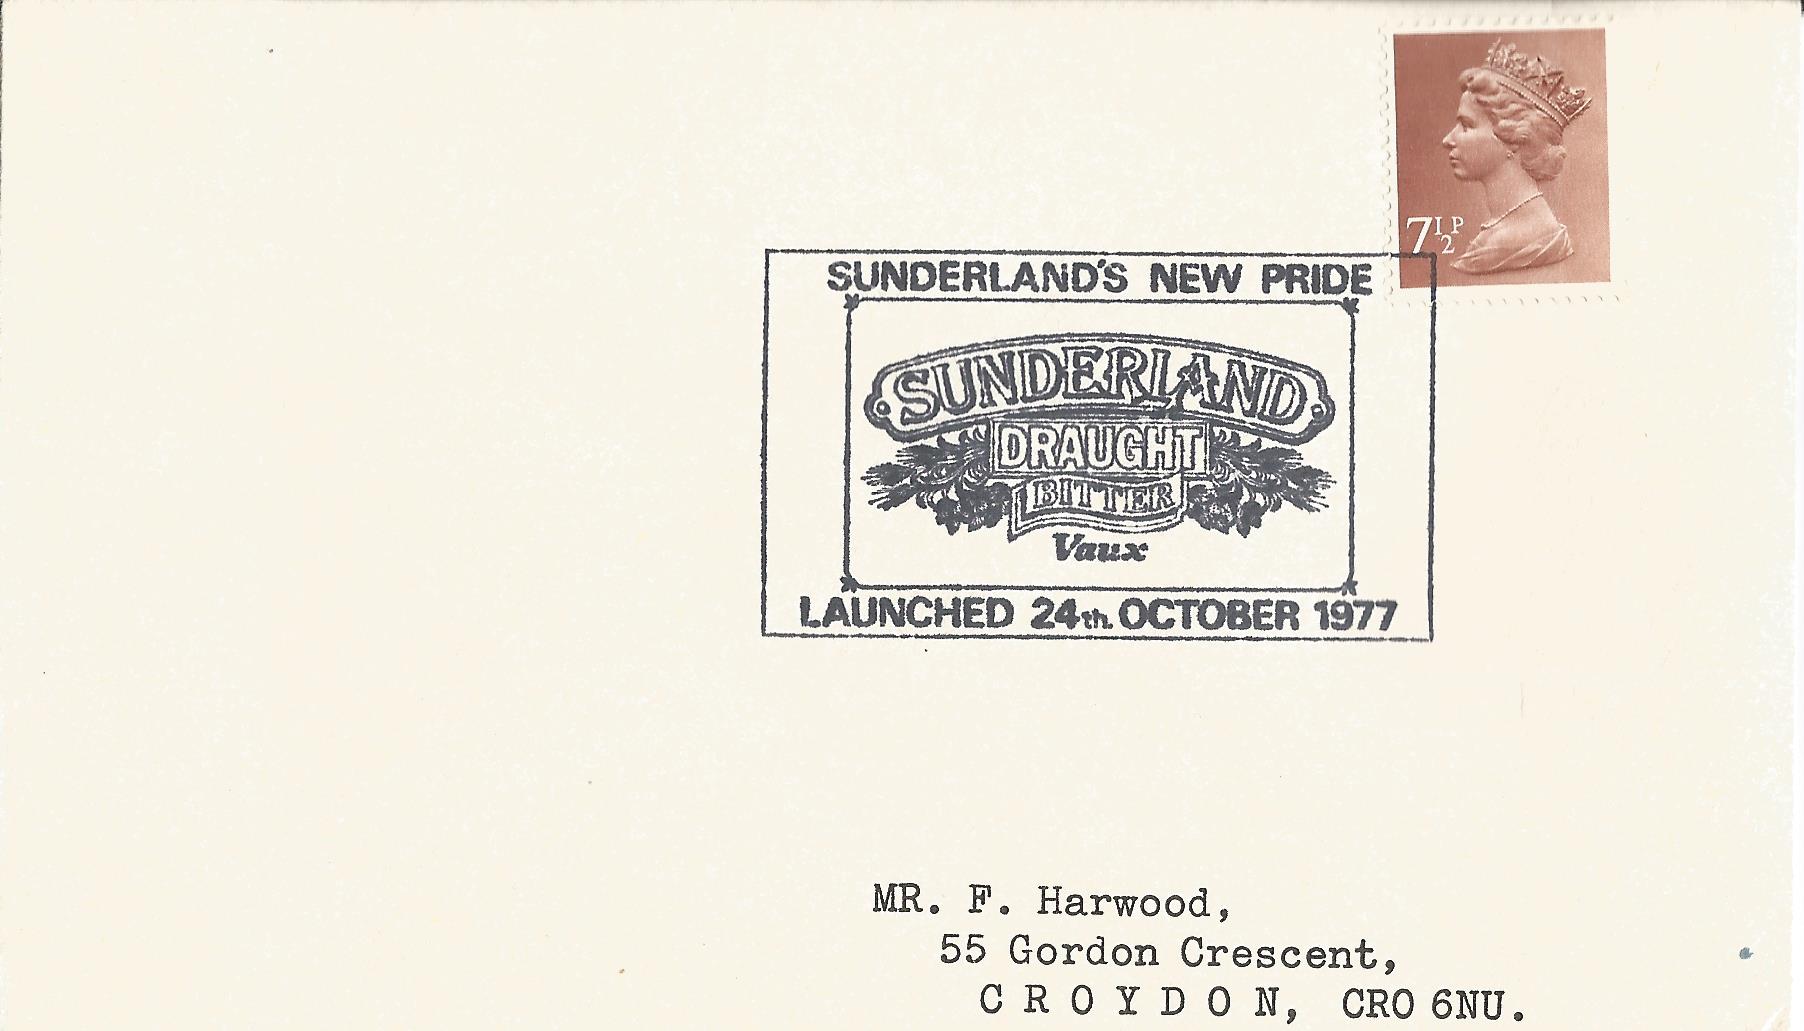 7½P
SUNDERLAND'S NEW PRIDE
SUNDERLAND
DRAUGHT
BITTER
Vaux
LAUNCHED 24th. OCTOBER 1977
MR. F. Harwood,
55 Gordon Crescent,
C R O Y D O N, CRO 6NU.